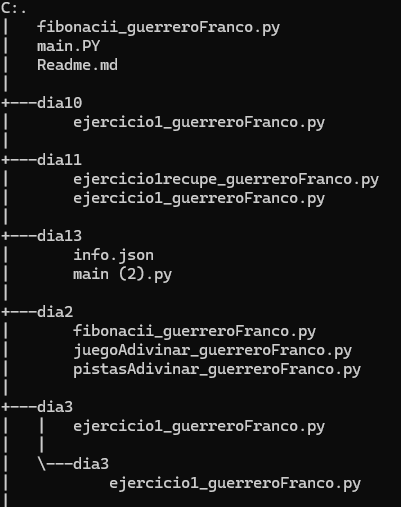 C:.
|   fibonacii_guerreroFranco.py
|   main.PY
|   Readme.md
|
+---dia10
|       ejercicio1_guerreroFranco.py
|
+---dia11
|       ejercicio1recupe_guerreroFranco.py
|       ejercicio1_guerreroFranco.py
|
+---dia13
|       info.json
|       main (2).py
|
+---dia2
|       fibonacii_guerreroFranco.py
|       juegoAdivinar_guerreroFranco.py
|       pistasAdivinar_guerreroFranco.py
|
+---dia3
|   |   ejercicio1_guerreroFranco.py
|   |
|   \---dia3
|           ejercicio1_guerreroFranco.py
|